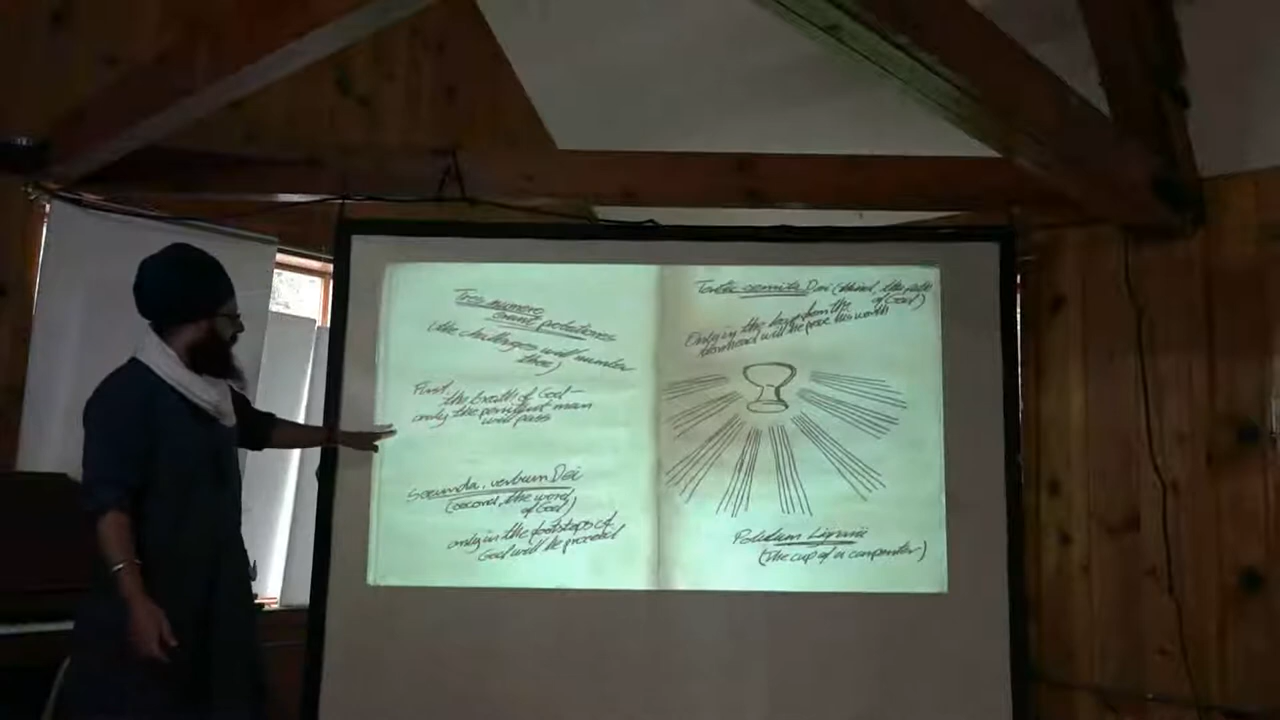 Tres numero
sunt probationes
(the challenges will number
three)
First,
the breath of God
only the penitent man
will pass
Secunda, verbum Dei
(second, the word
of God)
only in the footsteps of
God will he proceed
Tertia semita Dei (third, the path
of God)
Only in the leap from the
lionshead will he prove his worth
(the cup of a carpenter)